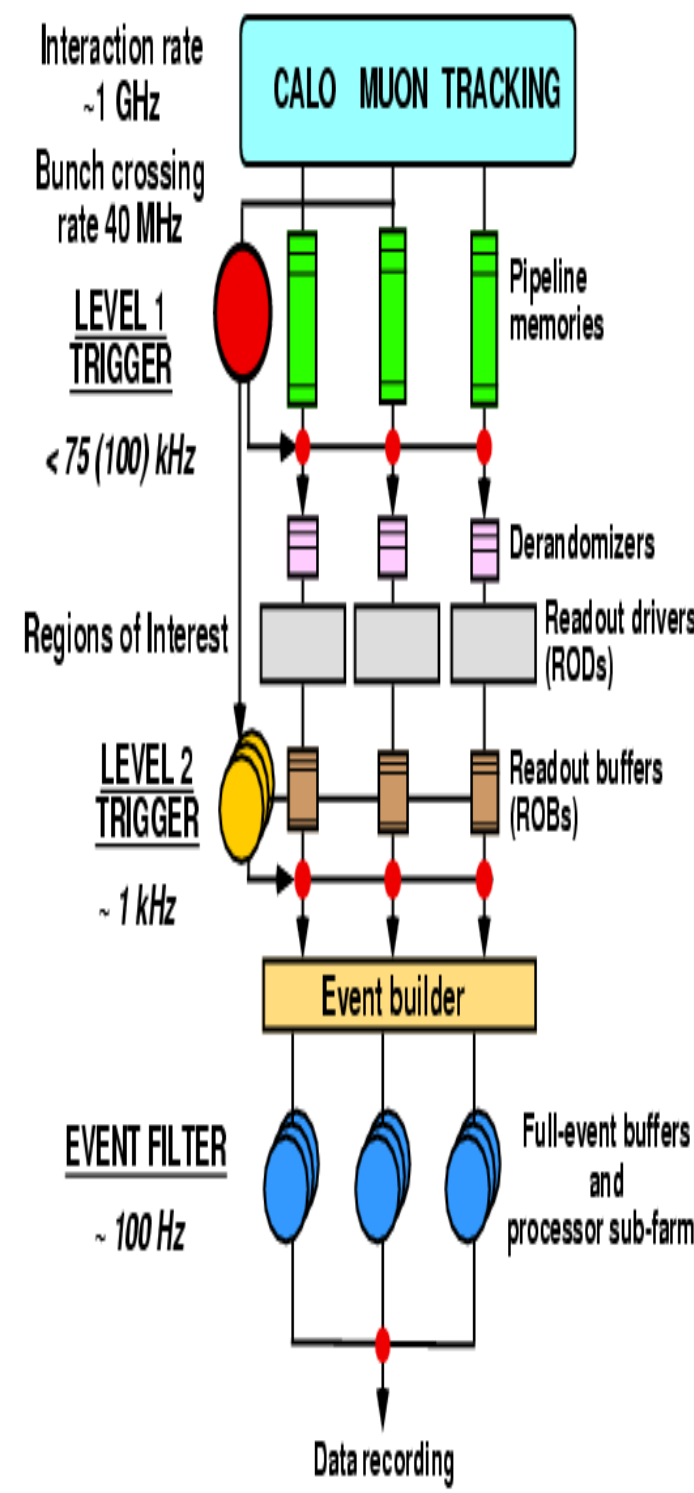 Interaction rate
~1 GHz
CALO MUON TRACKING
Bunch crossing
rate 40 MHz
LEVEL 1
TRIGGER
Pipeline
memories
< 75 (100) kHz
Derandomizers
Regions of Interest
Readout drivers
(RODs)
LEVEL 2
TRIGGER
Readout buffers
(ROBs)
~ 1 kHz
Event builder
EVENT FILTER
Full-event buffers
and
processor sub-farm
~ 100 Hz
Data recording